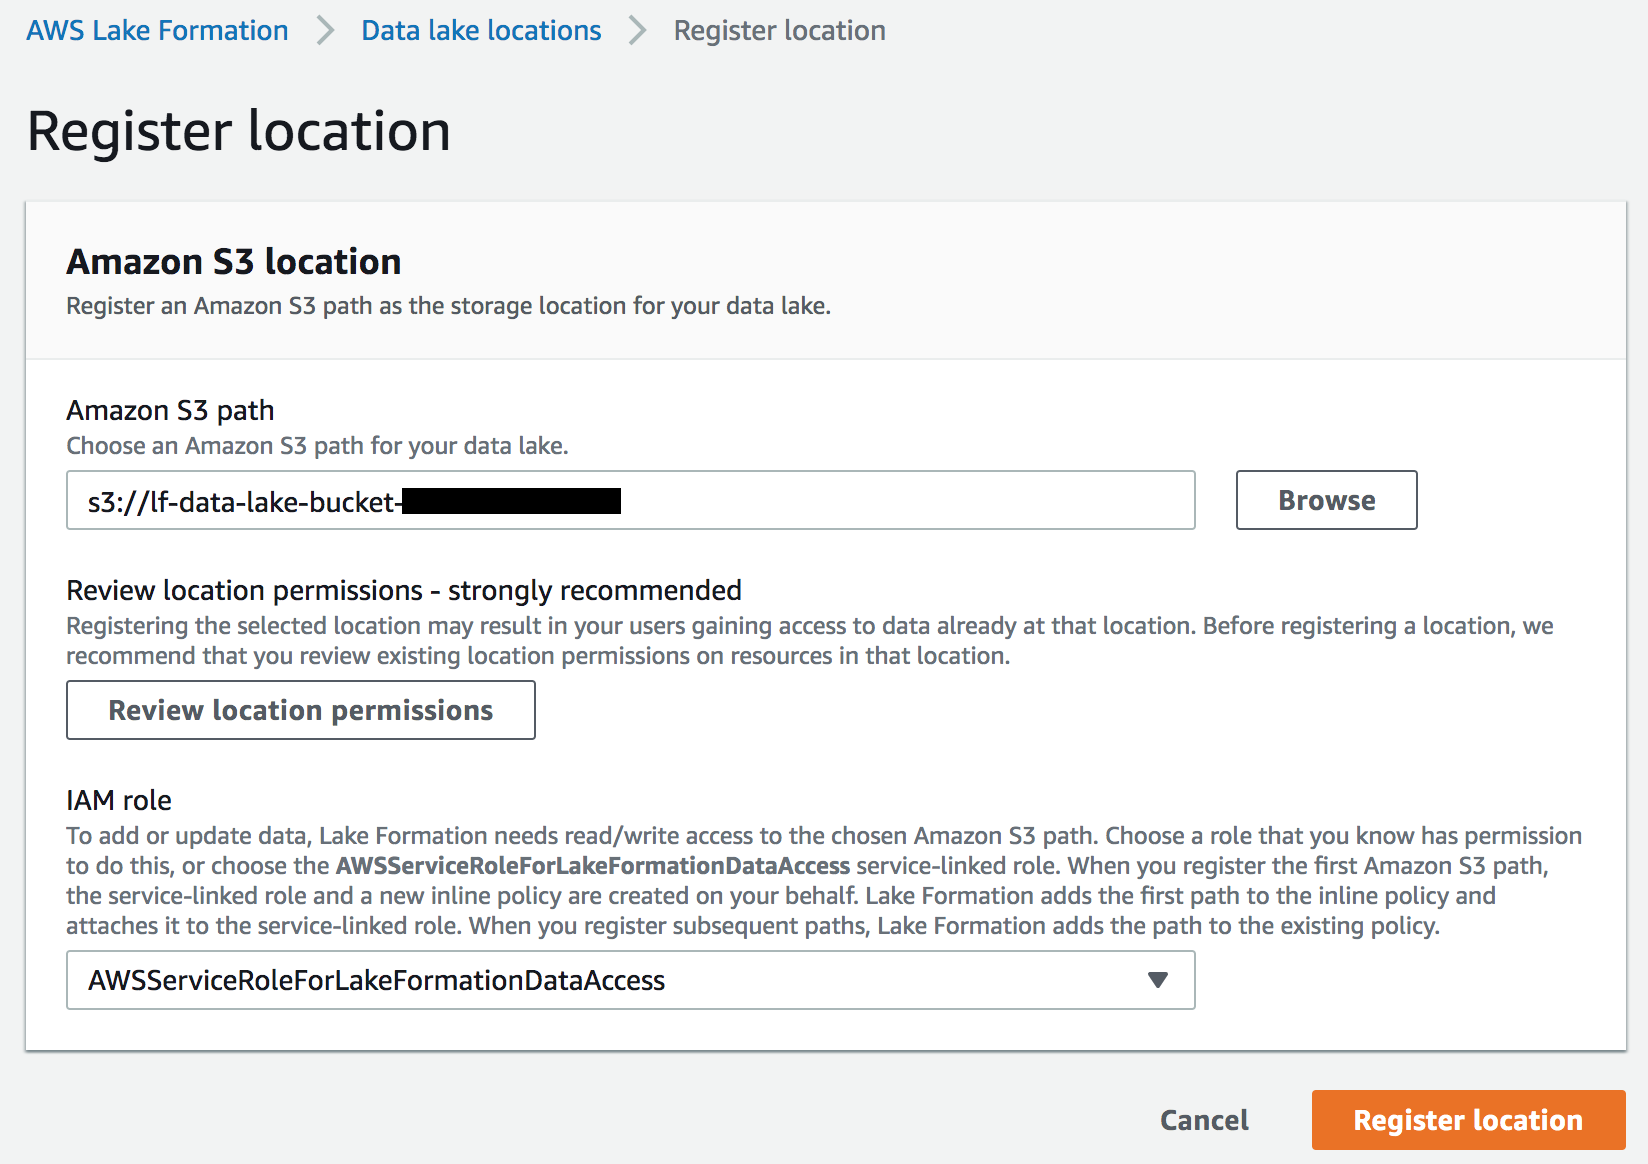 AWS Lake Formation > Data lake locations > Register location
Register location
Amazon S3 location
Register an Amazon S3 path as the storage location for your data lake.
Amazon S3 path
Choose an Amazon S3 path for your data lake.
s3://lf-data-lake-bucket-
Browse
Review location permissions - strongly recommended
Registering the selected location may result in your users gaining access to data already at that location. Before registering a location, we
recommend that you review existing location permissions on resources in that location.
Review location permissions
IAM role
To add or update data, Lake Formation needs read/write access to the chosen Amazon S3 path. Choose a role that you know has permission
to do this, or choose the AWSServiceRoleForLakeFormationDataAccess service-linked role. When you register the first Amazon S3 path,
the service-linked role and a new inline policy are created on your behalf. Lake Formation adds the first path to the inline policy and
attaches it to the service-linked role. When you register subsequent paths, Lake Formation adds the path to the existing policy.
AWSServiceRoleForLakeFormationDataAccess
Cancel
Register location